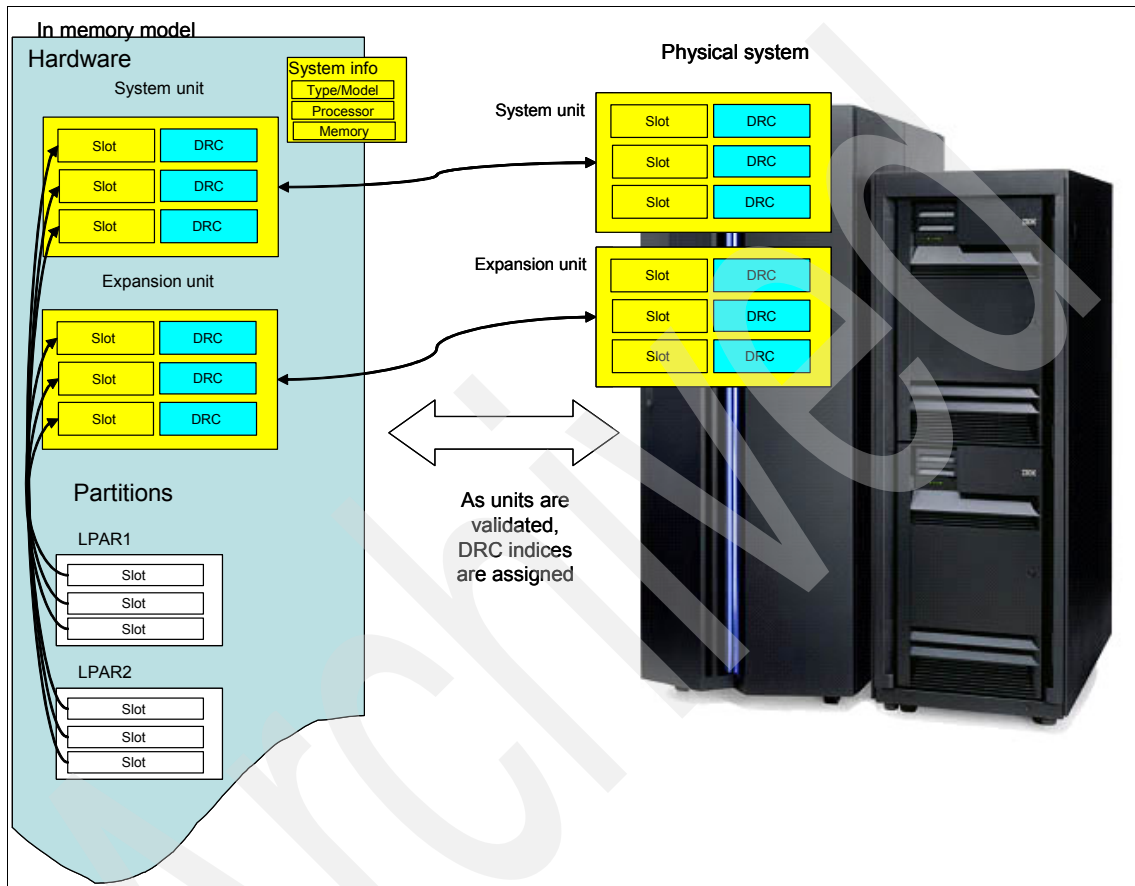 In memory model
Hardware
System unit
System info
Type/Model
Processor
Memory
Slot DRC
Slot DRC
Slot DRC
Expansion unit
Slot DRC
Slot DRC
Slot DRC
Partitions
LPAR1
Slot
Slot
Slot
LPAR2
Slot
Slot
Slot
Physical system
System unit
Slot DRC
Slot DRC
Slot DRC
Expansion unit
Slot DRC
Slot DRC
Slot DRC
As units are
validated,
DRC indices
are assigned
IBM
IBM
Archived